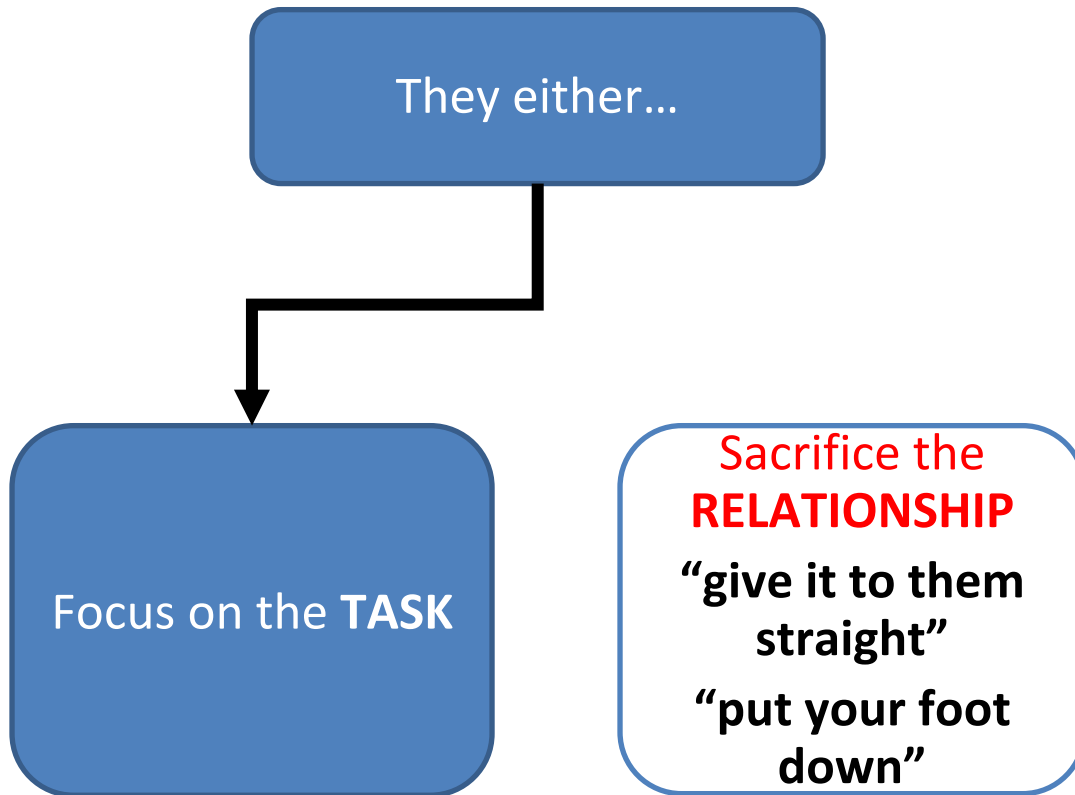 They either…
Focus on the TASK
Sacrifice the
RELATIONSHIP
“give it to them
straight”
“put your foot
down”